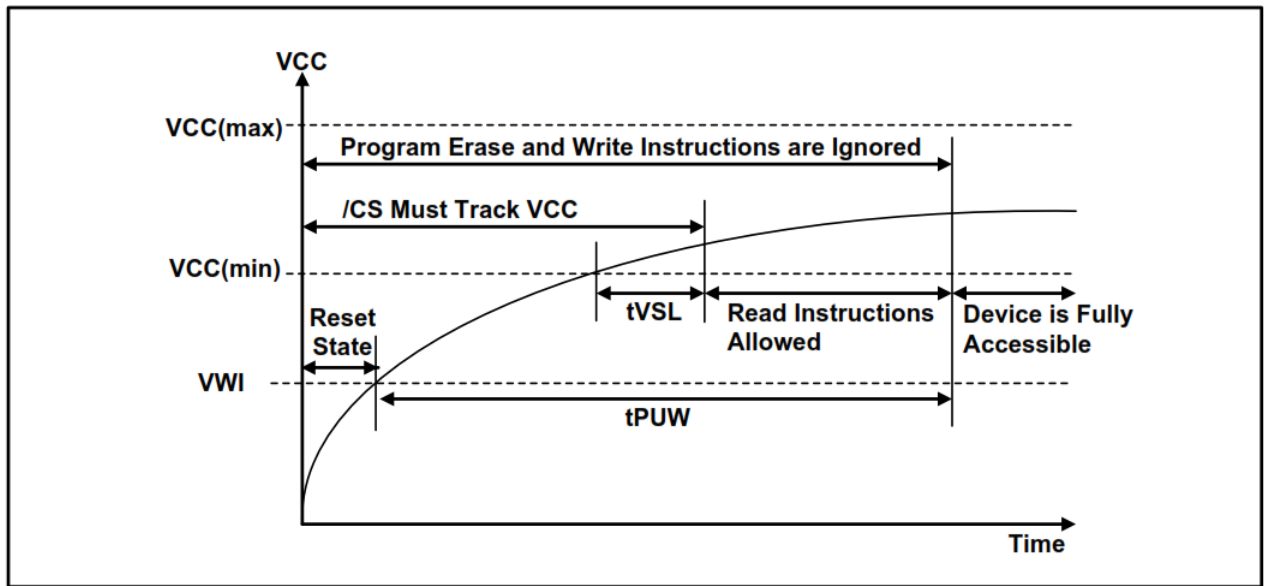 VCC
VCC(max)
Program Erase and Write Instructions are Ignored
/CS Must Track VCC
VCC(min)
tVSL
Read Instructions
Allowed
Device is Fully
Accessible
Reset
State
VWI
tPUW
Time